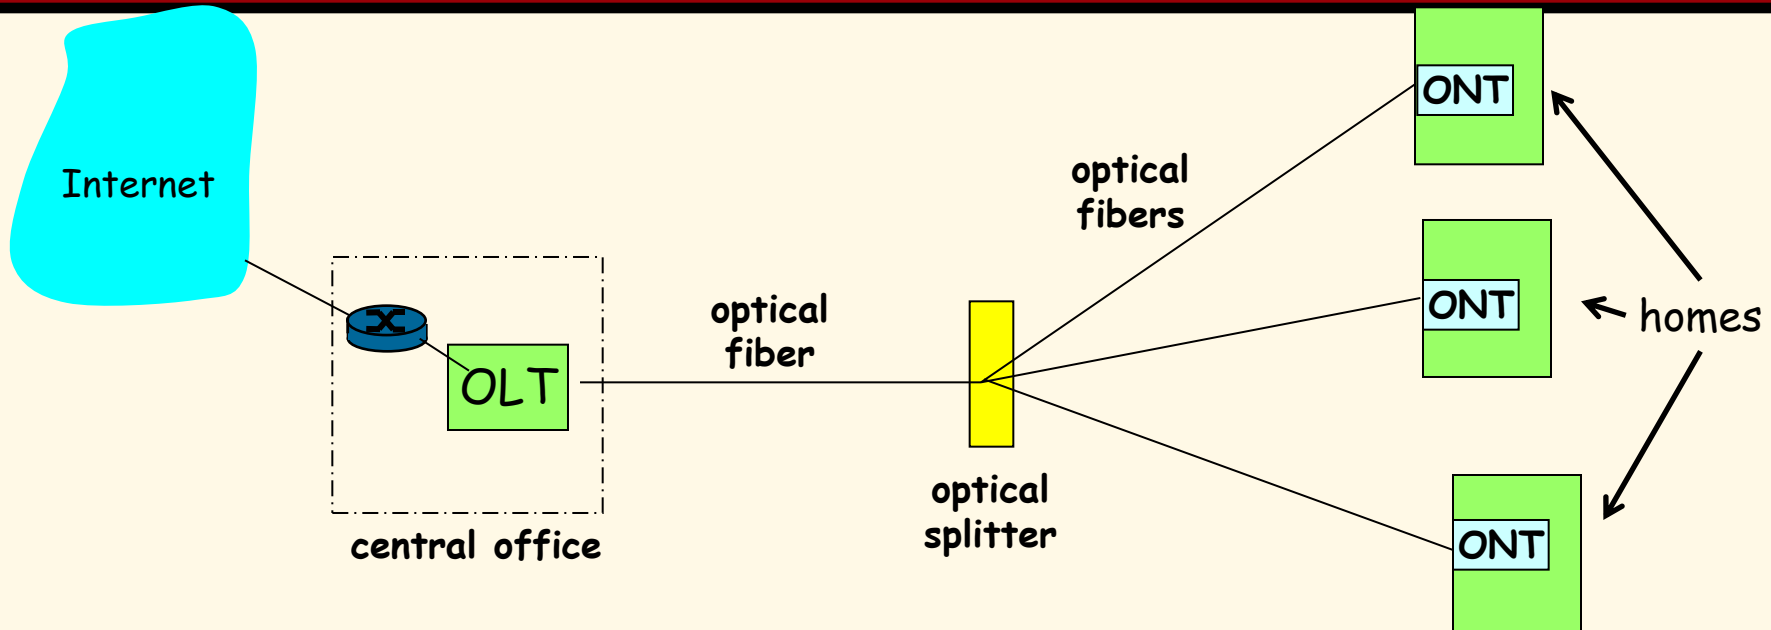 Internet
OLT
central office
optical
fiber
optical
splitter
optical
fibers
ONT
ONT
ONT
homes